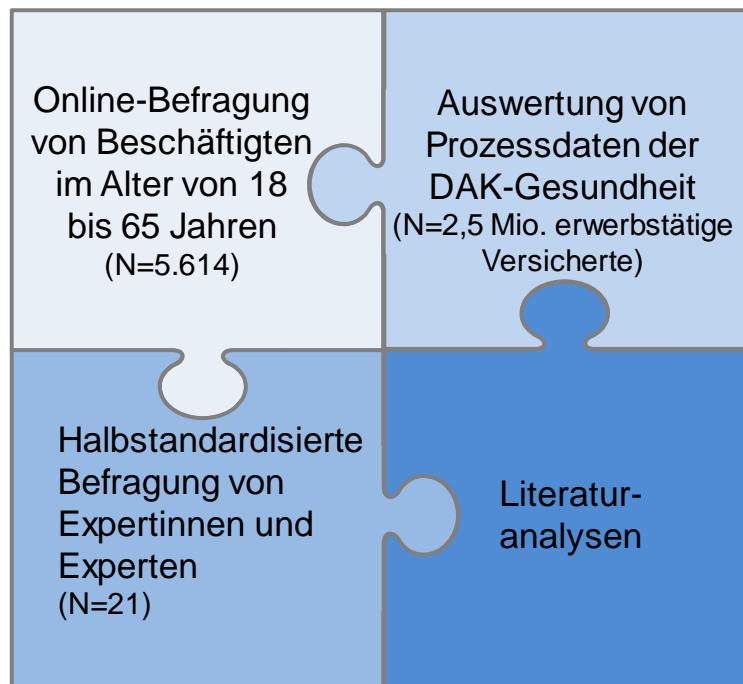 Online-Befragung
von Beschäftigten
im Alter von 18
bis 65 Jahren
(N=5.614)
Auswertung von
Prozessdaten der
DAK-Gesundheit
(N=2,5 Mio. erwerbstätige
Versicherte)
Halbstandardisierte
Befragung von
Expertinnen und
Experten
(N=21)
Literatur-
analysen